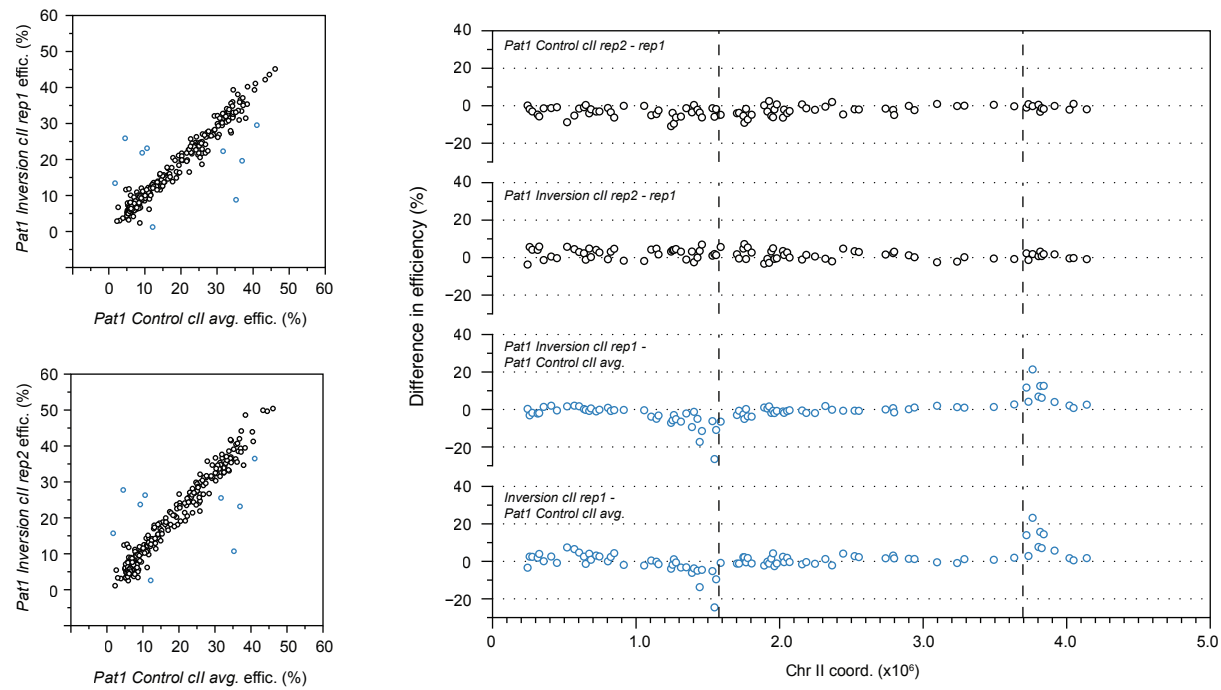 60
50
40
30
20
10
0
0 10 20 30 40 50 60
Pat1 Inversion cII rep1 effic. (%)
Pat1 Control cII avg. effic. (%)
60
50
40
30
20
10
0
0 10 20 30 40 50 60
Pat1 Inversion cII rep2 effic. (%)
Pat1 Control cII avg. effic. (%)
Difference in efficiency (%)
40
Pat1 Control cII rep2 - rep1
20
0
−20
40
Pat1 Inversion cII rep2 - rep1
20
0
−20
40
Pat1 Inversion cII rep1 -
Pat1 Control cII avg.
20
0
−20
40
Inversion cII rep1 -
Pat1 Control cII avg.
20
0
−20
0 1.0 2.0 3.0 4.0 5.0
Chr II coord. (x10⁶)